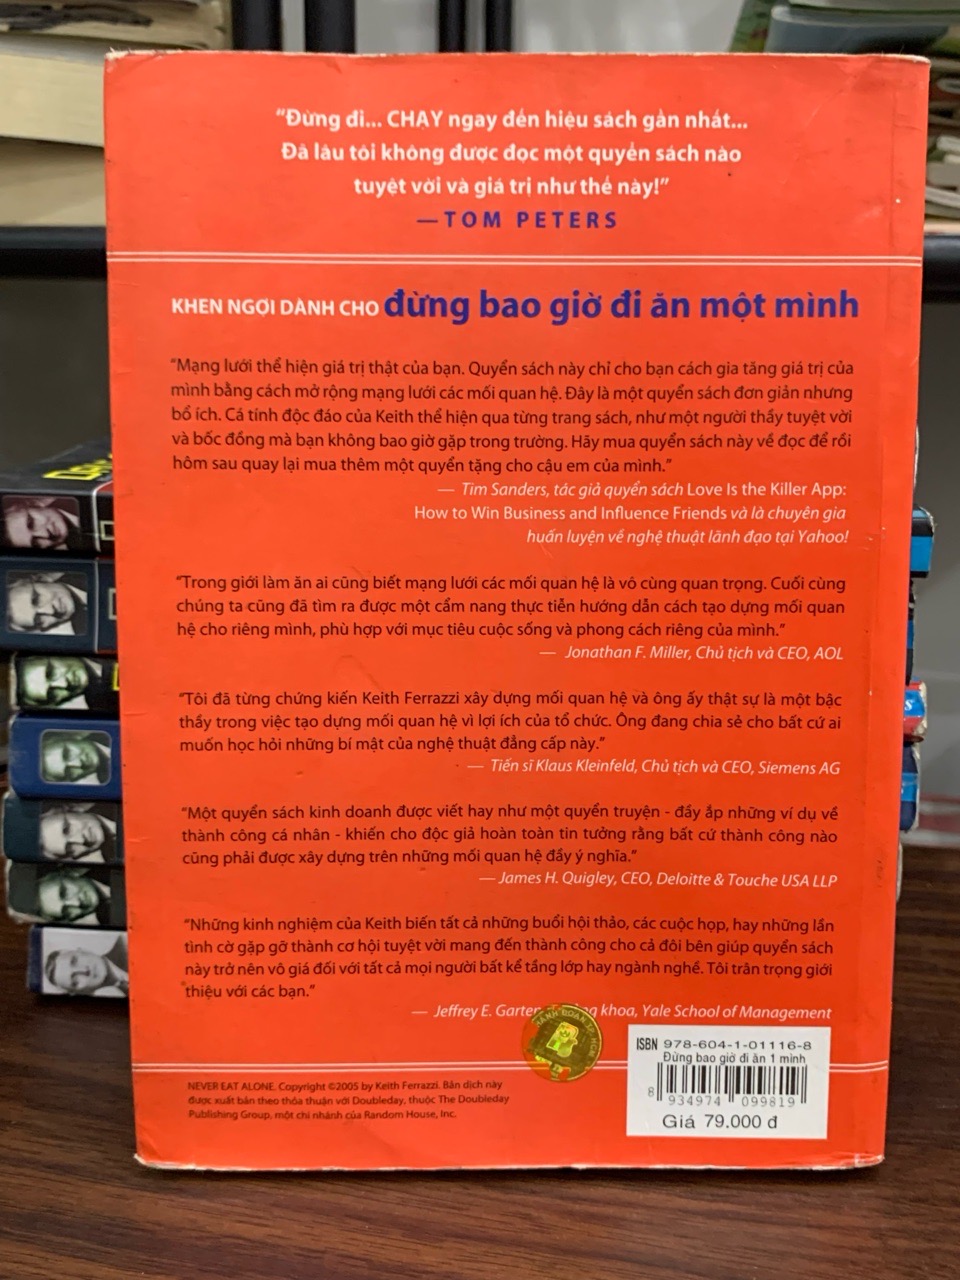 “Đừng đi... CHẠY ngay đến hiệu sách gần nhất...
Đã lâu tôi không được đọc một quyển sách nào
tuyệt vời và giá trị như thế này!”
—TOM PETERS
KHEN NGỢI DÀNH CHO đừng bao giờ đi ăn một mình
“Mạng lưới thể hiện giá trị thật của bạn. Quyển sách này chỉ cho bạn cách gia tăng giá trị của
mình bằng cách mở rộng mạng lưới các mối quan hệ. Đây là một quyển sách đơn giản nhưng
bổ ích. Cá tính độc đáo của Keith thể hiện qua từng trang sách, như một người thầy tuyệt vời
và bốc đồng mà bạn không bao giờ gặp trong trường. Hãy mua quyển sách này về đọc để rồi
hôm sau quay lại mua thêm một quyển tặng cho cậu em của mình.”
— Tim Sanders, tác giả quyển sách Love Is the Killer App:
How to Win Business and Influence Friends và là chuyên gia
huấn luyện về nghệ thuật lãnh đạo tại Yahoo!
“Trong giới làm ăn ai cũng biết mạng lưới các mối quan hệ là vô cùng quan trọng. Cuối cùng
chúng ta cũng đã tìm ra được một cẩm nang thực tiễn hướng dẫn cách tạo dựng mối quan
hệ cho riêng mình, phù hợp với mục tiêu cuộc sống và phong cách riêng của mình.”
— Jonathan F. Miller, Chủ tịch và CEO, AOL
“Tôi đã từng chứng kiến Keith Ferrazzi xây dựng mối quan hệ và ông ấy thật sự là một bậc
thầy trong việc tạo dựng mối quan hệ vì lợi ích của tổ chức. Ông đang chia sẻ cho bất cứ ai
muốn học hỏi những bí mật của nghệ thuật đẳng cấp này.”
— Tiến sĩ Klaus Kleinfeld, Chủ tịch và CEO, Siemens AG
“Một quyển sách kinh doanh được viết hay như một quyển truyện - đầy ắp những ví dụ về
thành công cá nhân - khiến cho độc giả hoàn toàn tin tưởng rằng bất cứ thành công nào
cũng phải được xây dựng trên những mối quan hệ đầy ý nghĩa.”
— James H. Quigley, CEO, Deloitte & Touche USA LLP
“Những kinh nghiệm của Keith biến tất cả những buổi hội thảo, các cuộc họp, hay những lần
tình cờ gặp gỡ thành cơ hội tuyệt vời mang đến thành công cho cả đôi bên giúp quyển sách
này trở nên vô giá đối với tất cả mọi người bất kể tầng lớp hay ngành nghề. Tôi trân trọng giới
thiệu với các bạn.”
— Jeffrey E. Garten khoa, Yale School of Management
ISBN 978-604-1-01116-8
Đừng bao giờ đi ăn 1 mình
8 934974 099819
Giá 79.000 đ
NEVER EAT ALONE. Copyright ©2005 by Keith Ferrazzi. Bản dịch này
được xuất bản theo thỏa thuận với Doubleday, thuộc The Doubleday
Publishing Group, một chi nhánh của Random House, Inc.